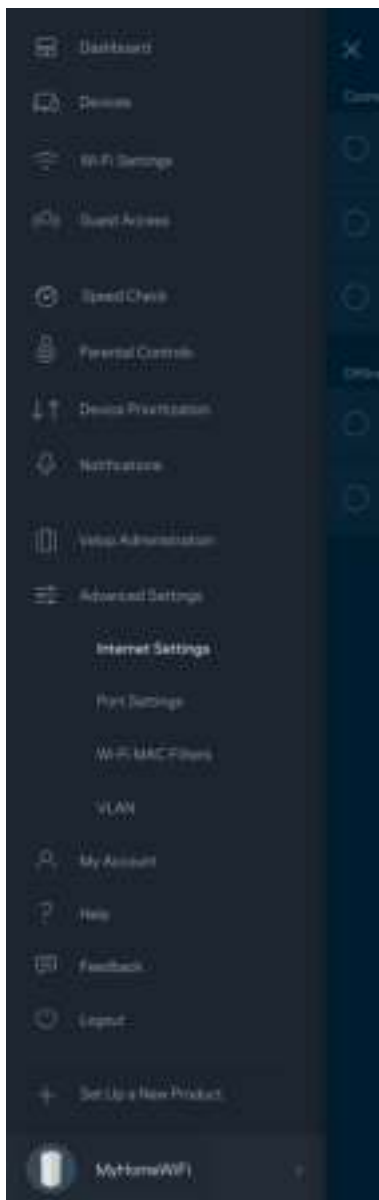 Dashboard
Devices
Wi-Fi Settings
Guest Access
Speed Check
Parental Controls
Device Prioritization
Notifications
Velop Administration
Advanced Settings
Internet Settings
Port Settings
Wi-Fi MAC Filters
VLAN
My Account
Help
Feedback
Logout
Set Up a New Product
MyHomeWiFi
Offline